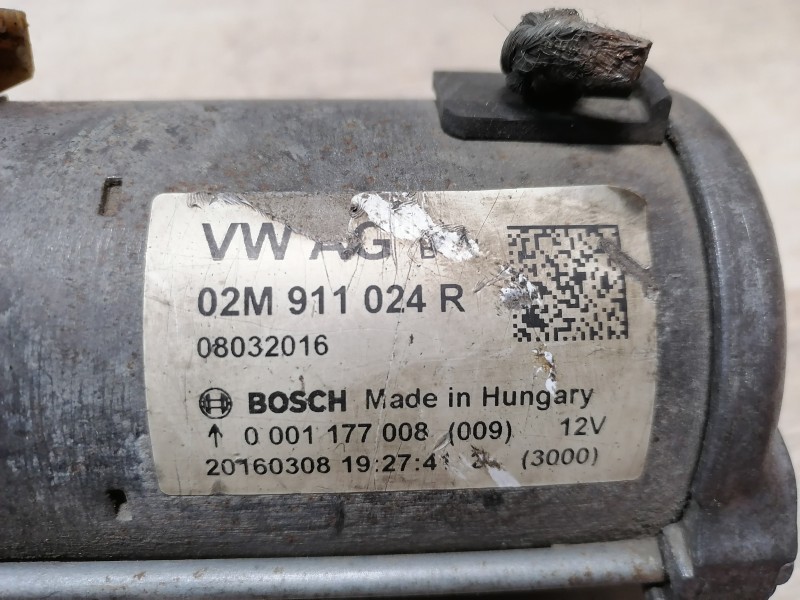 VW AG
02M 911 024 R
08032016
BOSCH Made in Hungary
↑ 0 001 177 008 (009) 12V
20160308 19:27:41 (3000)